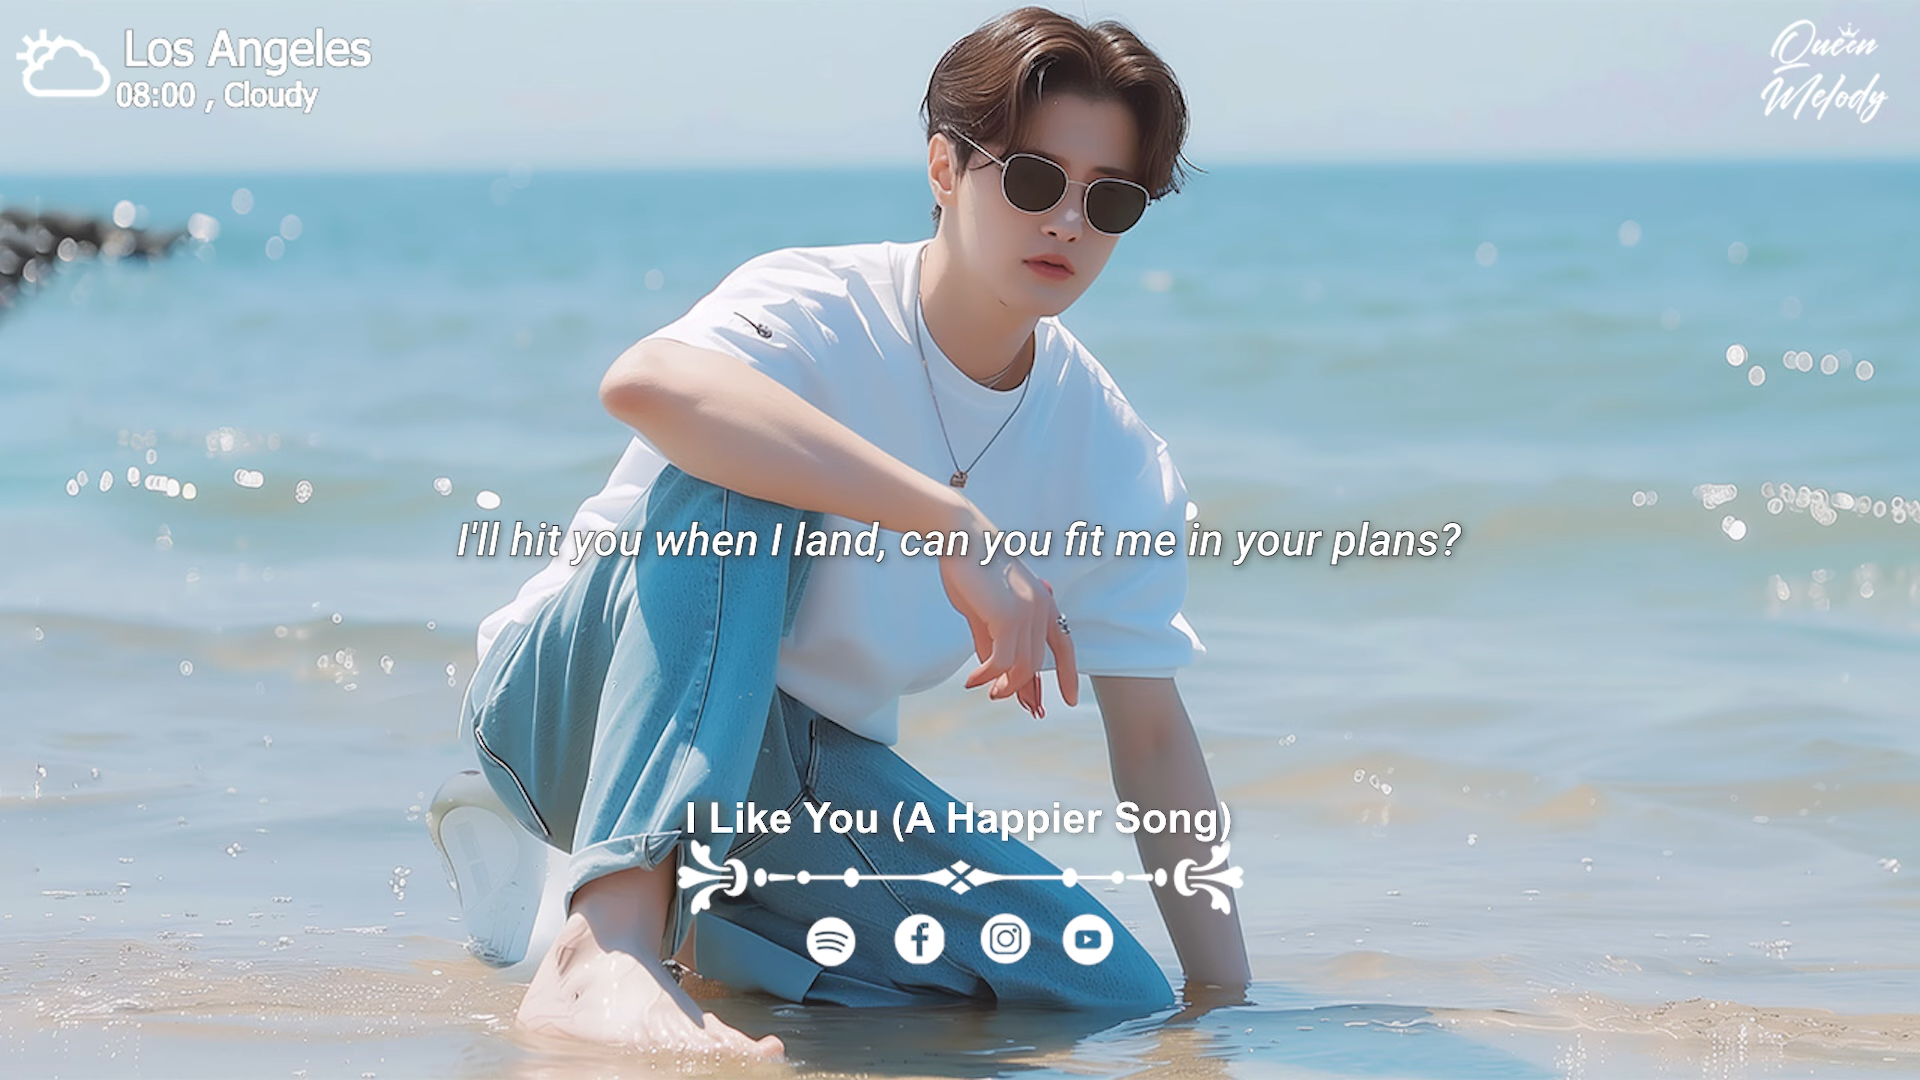 Los Angeles
08:00 , Cloudy
Queen
Melody
I'll hit you when I land, can you fit me in your plans?
I Like You (A Happier Song)